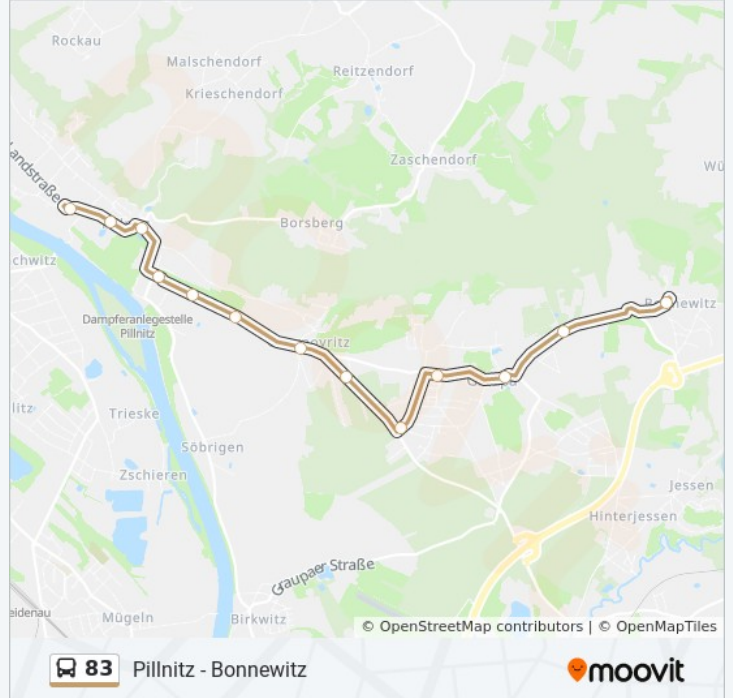 Rockau
Malschendorf
Reitzendorf
Krieschendorf
Zaschendorf
Landstraße
Borsberg
chwitz
Dampferanlegestelle
Pillnitz
litz
Trieske
Söbrigen
Zschieren
Jessen
Hinterjessen
Graupaer Straße
eidenau
Mügeln
Birkwitz
© OpenStreetMap contributors | © OpenMapTiles
83 Pillnitz - Bonnewitz
moovit